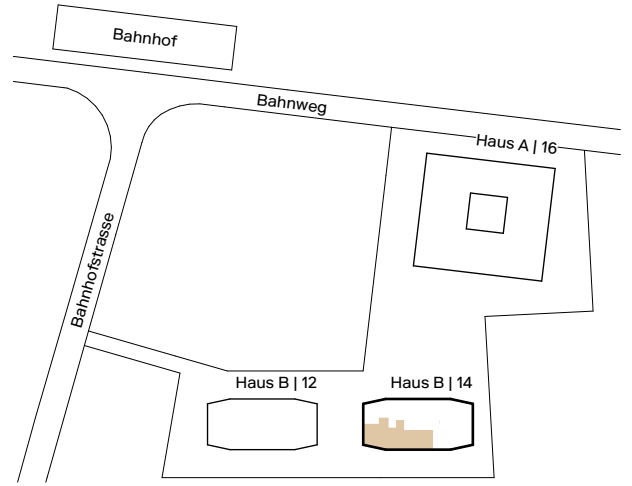 Bahnhof
Bahnweg
Haus A | 16
Bahnhofstrasse
Haus B | 12
Haus B | 14